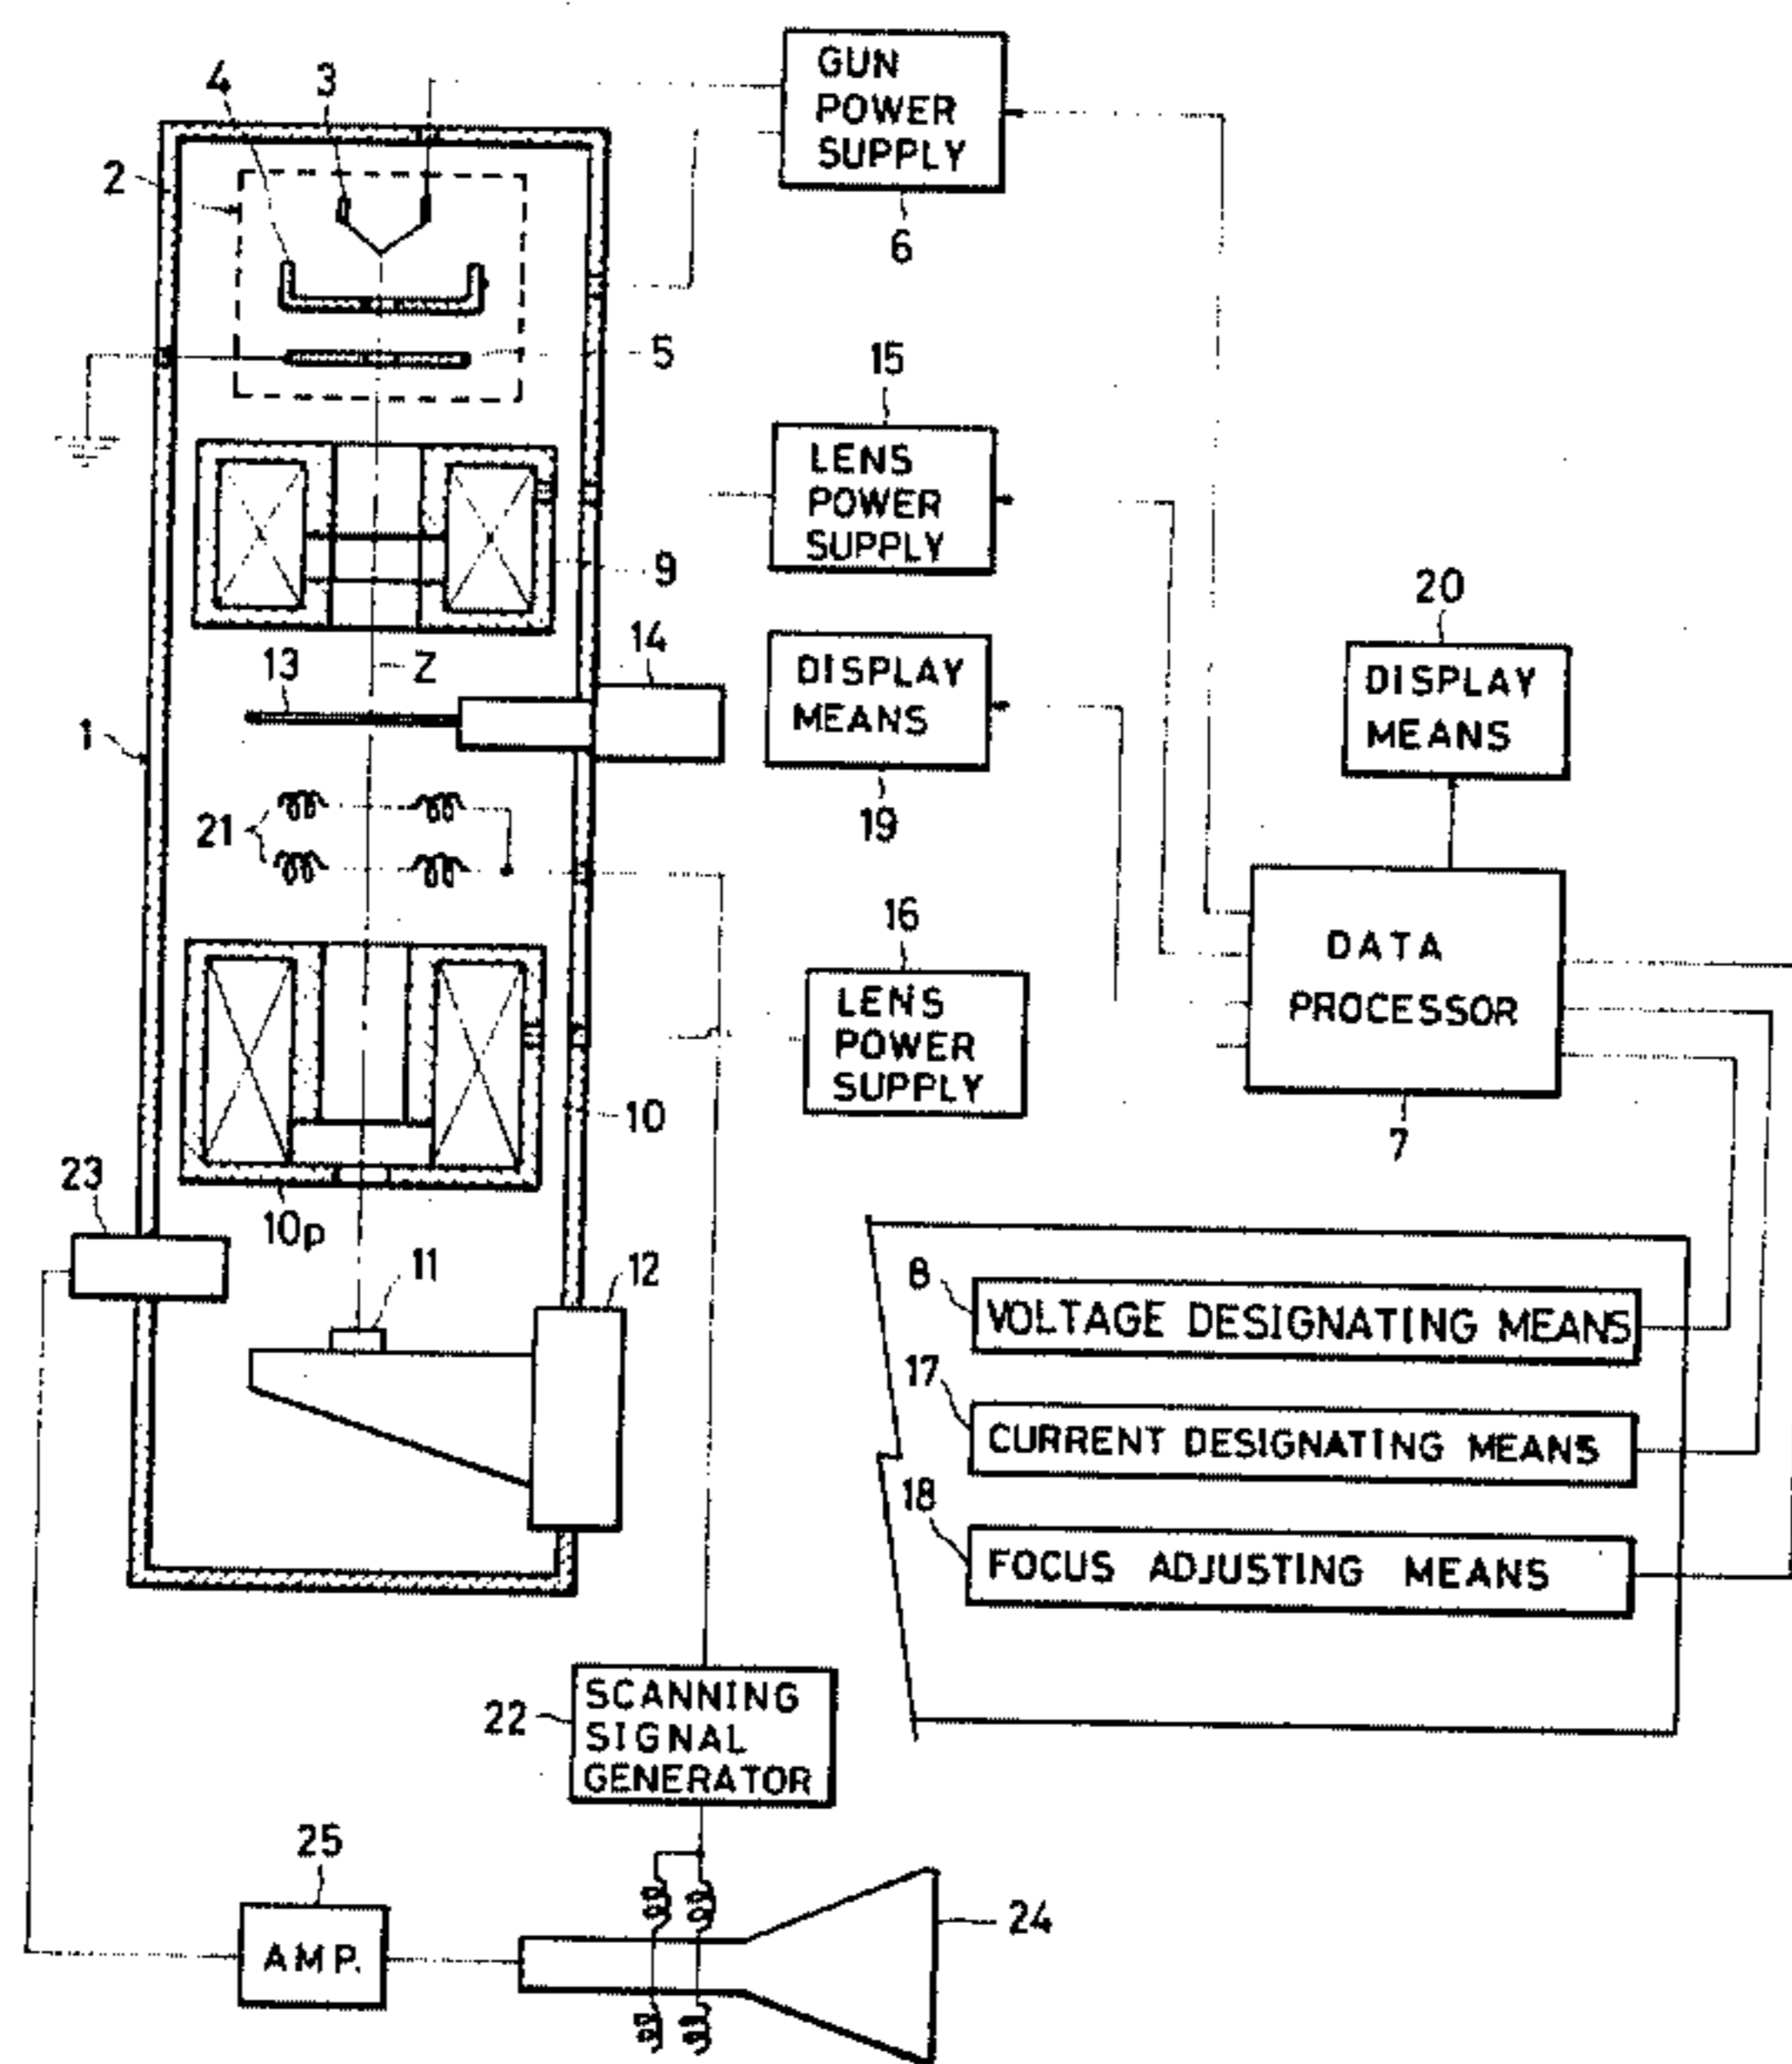 4
3
GUN
POWER
SUPPLY
2
6
5
15
LENS
POWER
SUPPLY
9
20
14
13
Z
DISPLAY
MEANS
DISPLAY
MEANS
1
19
21
16
DATA
PROCESSOR
LENS
POWER
SUPPLY
10
7
23
10p
11
12
8
VOLTAGE DESIGNATING MEANS
17
CURRENT DESIGNATING MEANS
18
FOCUS ADJUSTING MEANS
22
SCANNING
SIGNAL
GENERATOR
25
24
AMP.